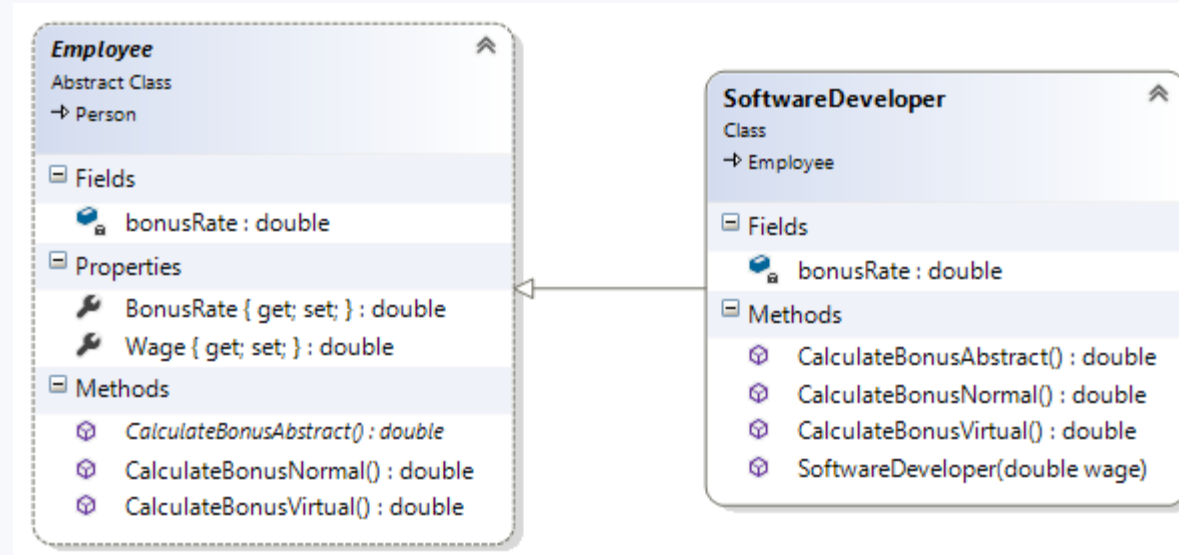 Employee
Abstract Class
Person
Fields
bonusRate : double
Properties
BonusRate { get; set; } : double
Wage { get; set; } : double
Methods
CalculateBonusAbstract() : double
CalculateBonusNormal() : double
CalculateBonusVirtual() : double
SoftwareDeveloper
Class
Employee
Fields
bonusRate : double
Methods
CalculateBonusAbstract() : double
CalculateBonusNormal() : double
CalculateBonusVirtual() : double
SoftwareDeveloper(double wage)